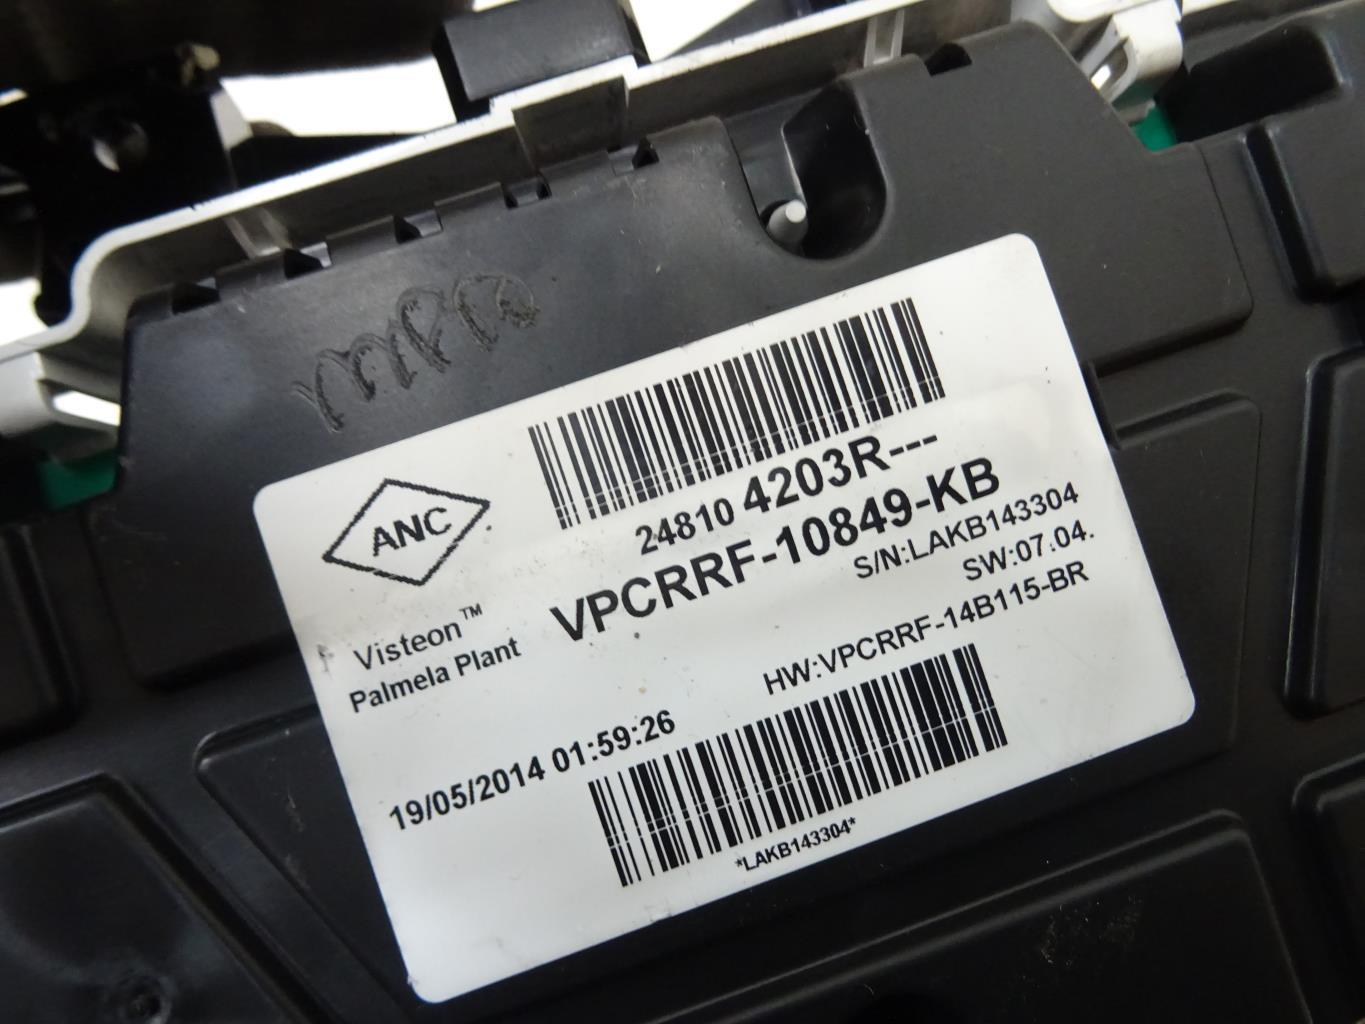 ANC
24810 4203R---
VPCRRF-10849-KB
S/N:LAKB143304
SW:07.04.
Visteon™
Palmela Plant
HW:VPCRRF-14B115-BR
19/05/2014 01:59:26
*LAKB143304*